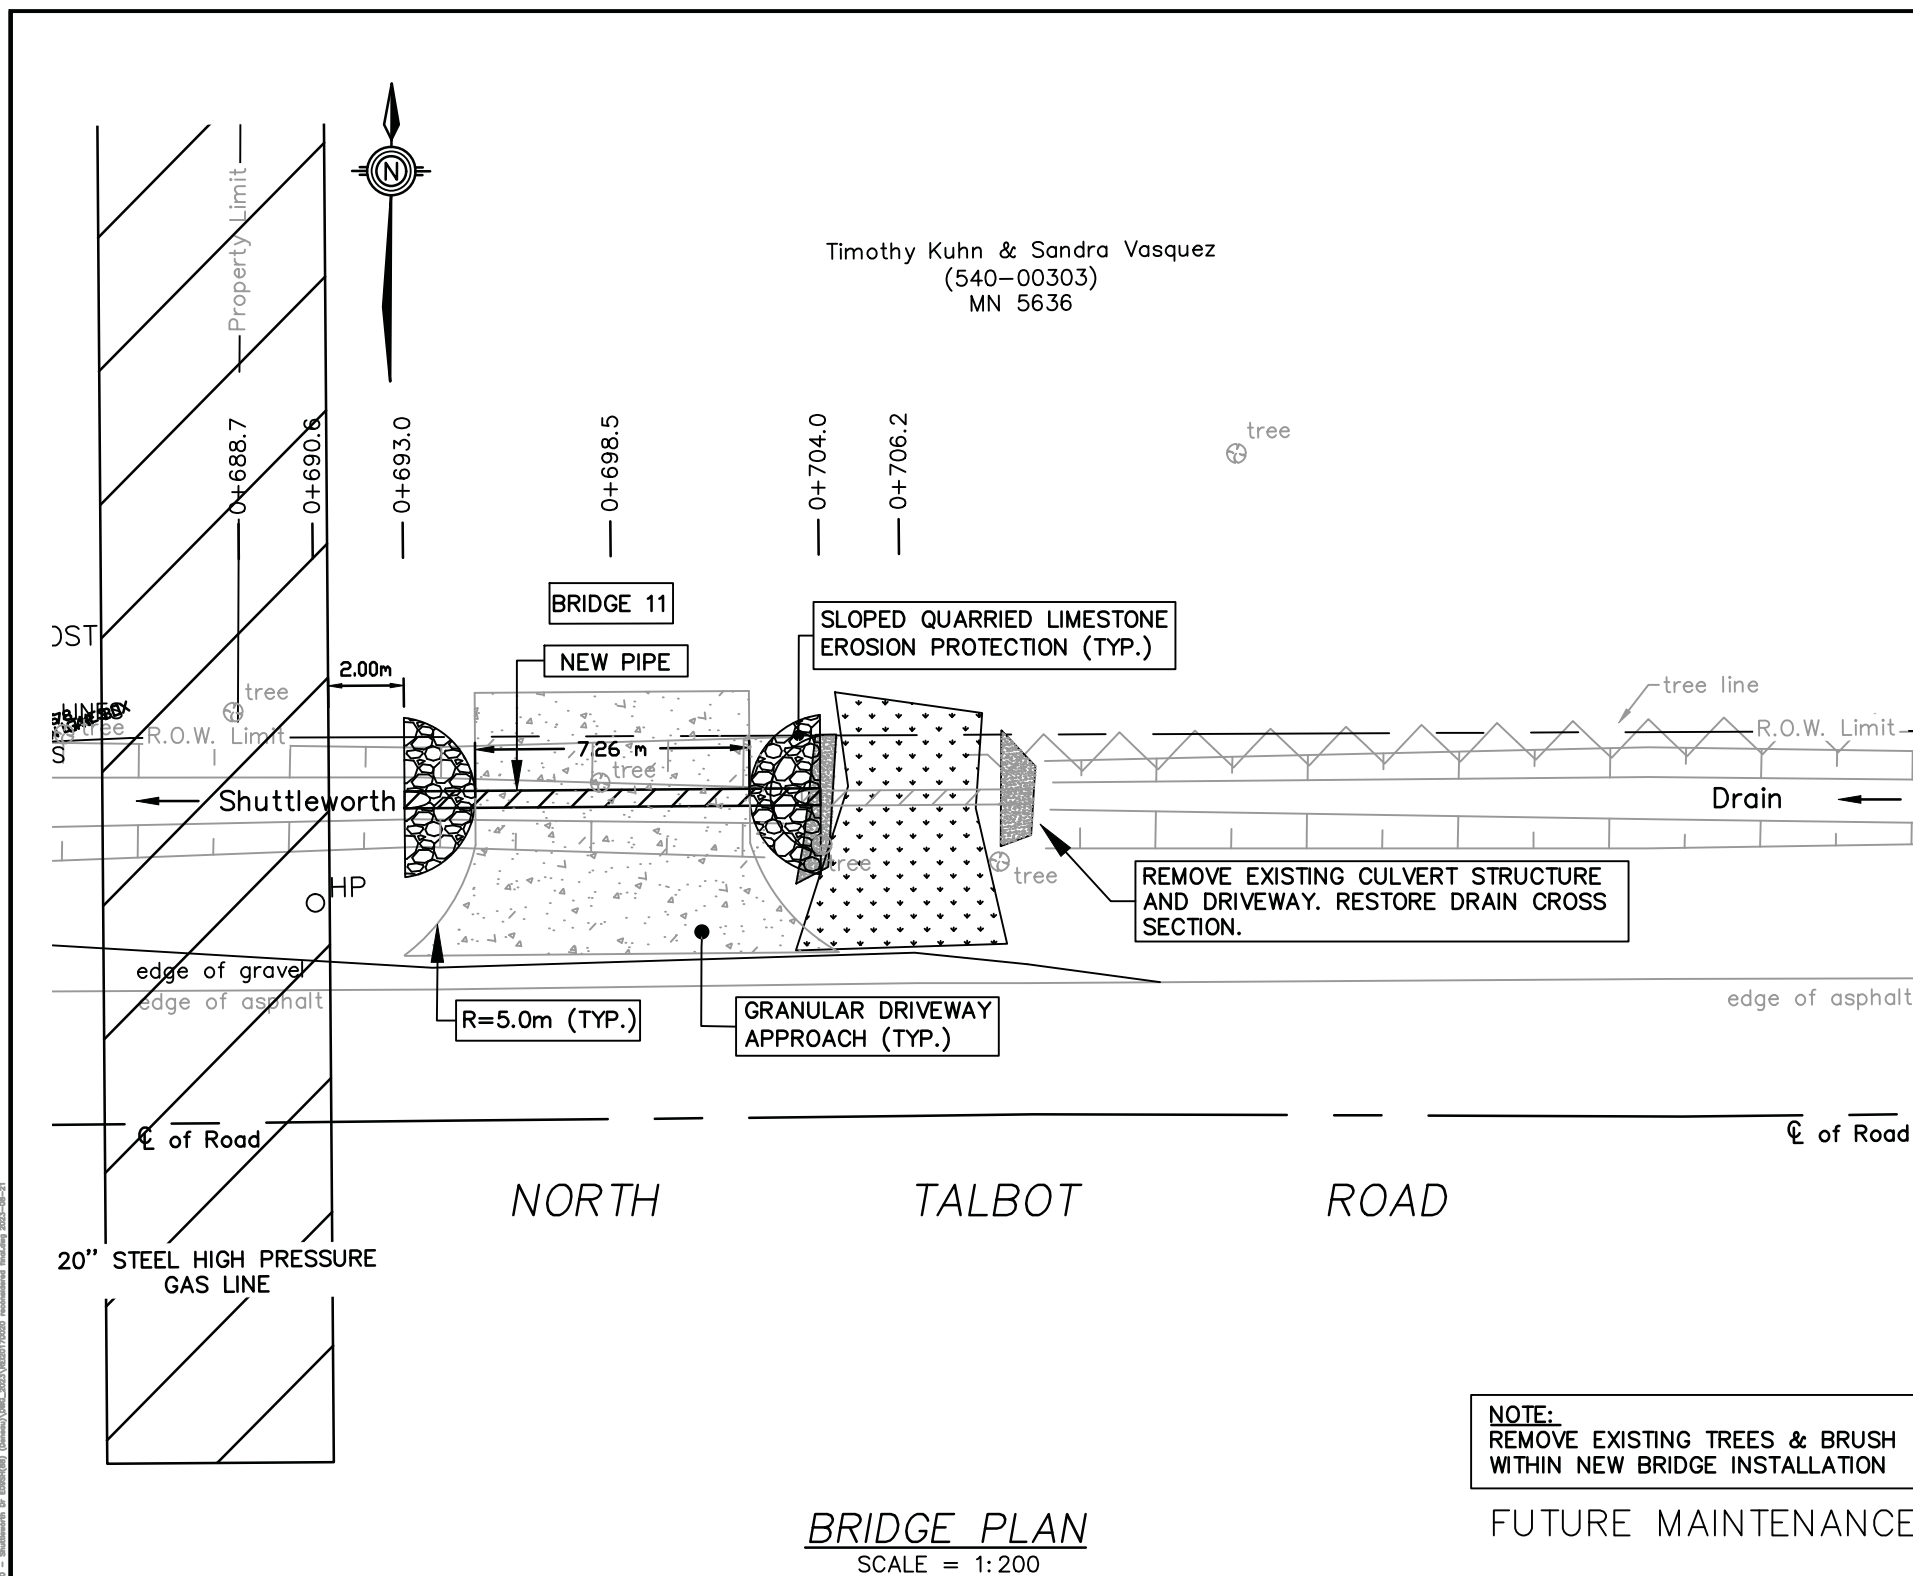 N
Property Limit
Timothy Kuhn & Sandra Vasquez
(540-00303)
MN 5636
0+688.7
0+690.6
0+693.0
0+698.5
0+704.0
0+706.2
tree
BRIDGE 11
SLOPED QUARRIED LIMESTONE
EROSION PROTECTION (TYP.)
NEW PIPE
2.00m
tree
tree
R.O.W. Limit
7.26 m
tree
tree line
R.O.W. Limit
Shuttleworth
Drain
tree
tree
HP
REMOVE EXISTING CULVERT STRUCTURE
AND DRIVEWAY. RESTORE DRAIN CROSS
SECTION.
edge of gravel
edge of asphalt
edge of asphalt
R=5.0m (TYP.)
GRANULAR DRIVEWAY
APPROACH (TYP.)
℄ of Road
℄ of Road
NORTH TALBOT ROAD
20" STEEL HIGH PRESSURE
GAS LINE
NOTE:
REMOVE EXISTING TREES & BRUSH
WITHIN NEW BRIDGE INSTALLATION
BRIDGE PLAN
SCALE = 1:200
FUTURE MAINTENANCE